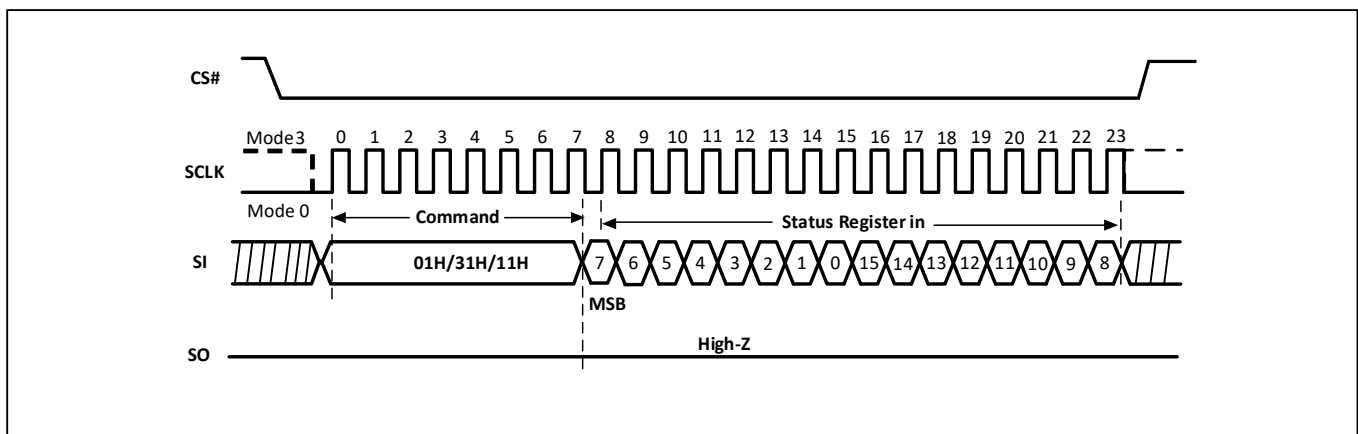 CS#
Mode3 0 1 2 3 4 5 6 7 8 9 10 11 12 13 14 15 16 17 18 19 20 21 22 23
SCLK
Mode 0 Command Status Register in
SI 01H/31H/11H 7 6 5 4 3 2 1 0 15 14 13 12 11 10 9 8
MSB
High-Z
SO